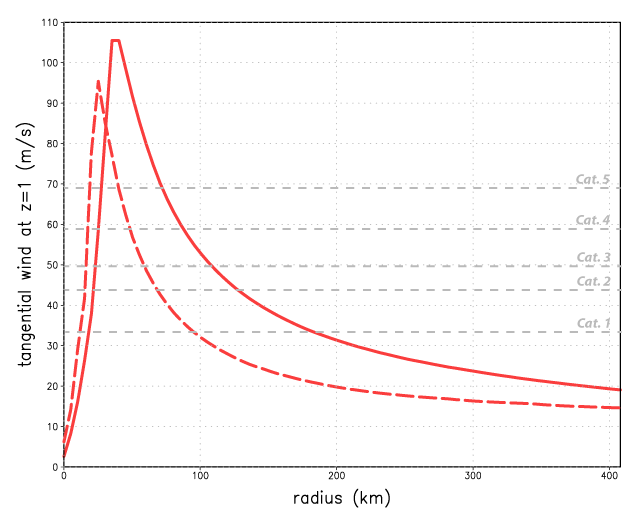 110
100
90
80
70
60
50
40
30
20
10
0
tangential wind at z=1 (m/s)
Cat. 5
Cat. 4
Cat. 3
Cat. 2
Cat. 1
0 100 200 300 400
radius (km)